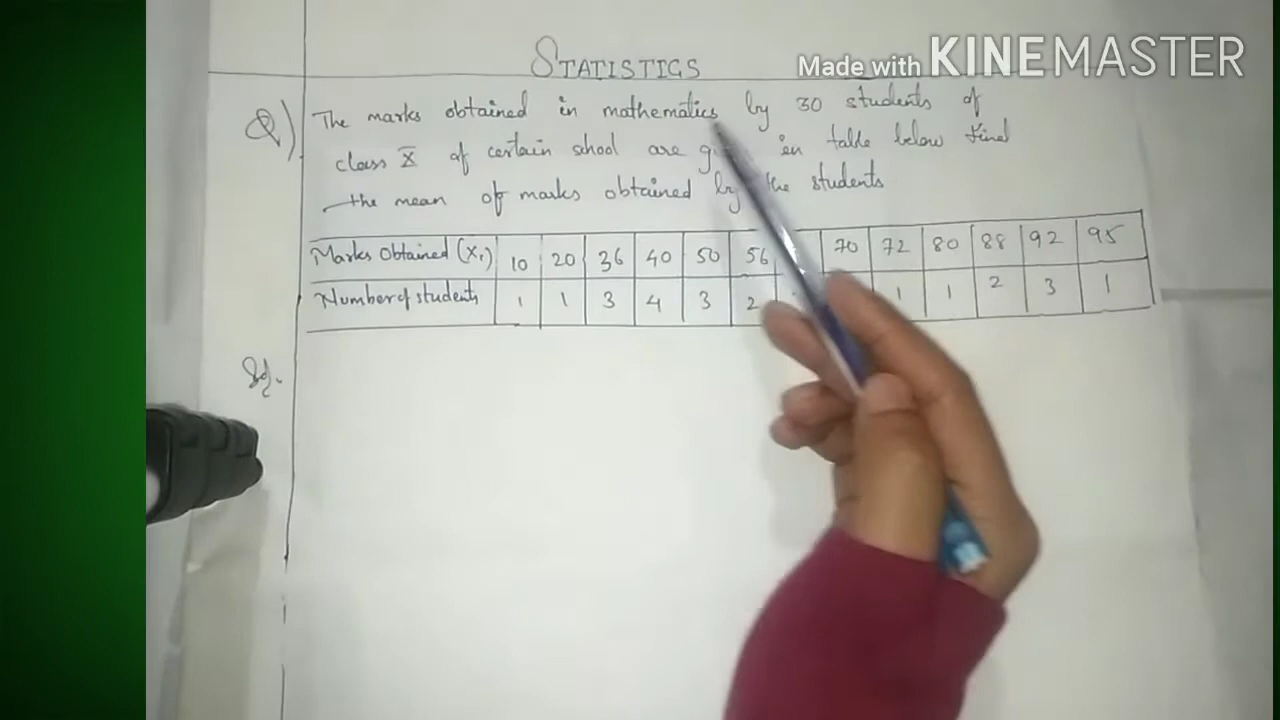 STATISTICS
Made with KINEMASTER
Q) The marks obtained in mathematics by 30 students of
class X of certain school are in table below Find
the mean of marks obtained by the students
Marks Obtained (X₁) 10 20 36 40 50 56 70 72 80 88 92 95
Number of students 1 1 3 4 3 2 1 1 2 3 1
Sol.